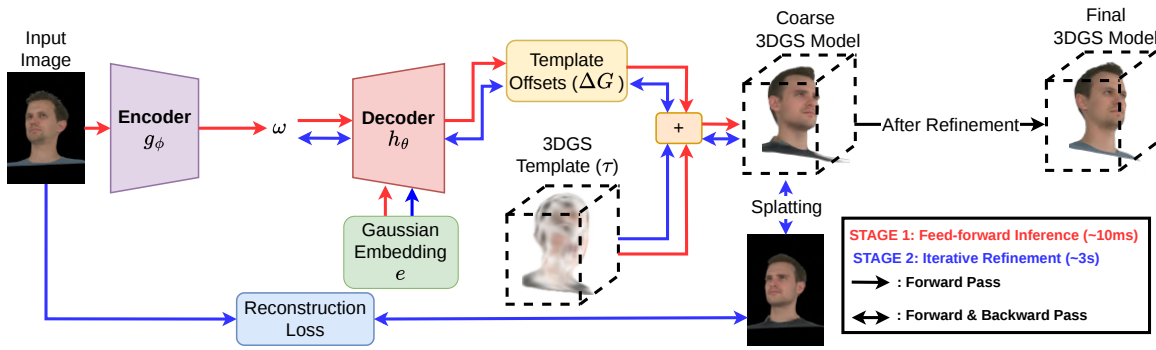 Input
Image
Encoder
g_ϕ
ω
Decoder
h_θ
Gaussian
Embedding
e
Template
Offsets (ΔG)
3DGS
Template (τ)
+
Coarse
3DGS Model
After Refinement
Final
3DGS Model
Splatting
Reconstruction
Loss
STAGE 1: Feed-forward Inference (~10ms)
STAGE 2: Iterative Refinement (~3s)
: Forward Pass
: Forward & Backward Pass